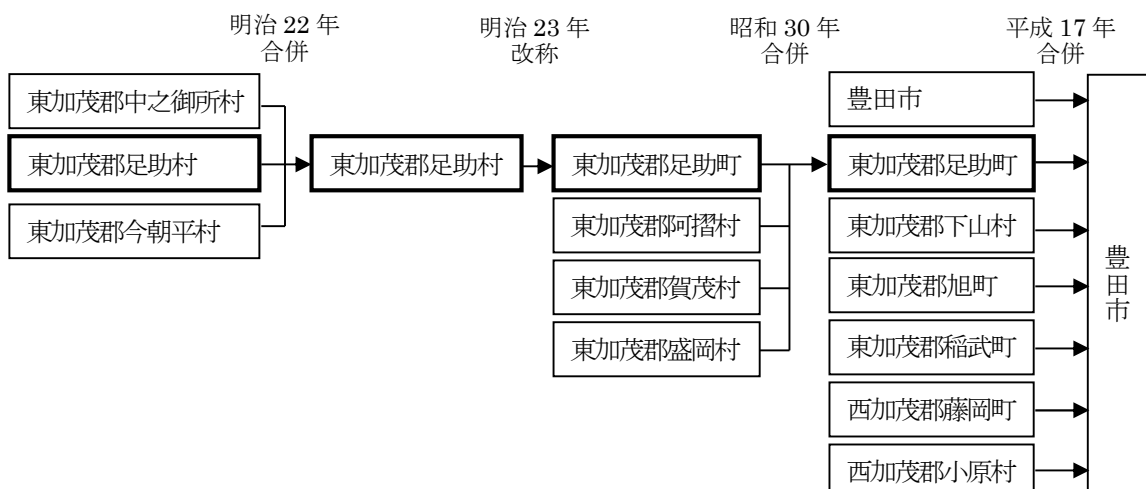 明治 22 年
合併
明治 23 年
改称
昭和 30 年
合併
平成 17 年
合併
東加茂郡中之御所村
東加茂郡足助村
東加茂郡今朝平村
東加茂郡足助村
東加茂郡足助町
東加茂郡阿摺村
東加茂郡賀茂村
東加茂郡盛岡村
豊田市
東加茂郡足助町
東加茂郡下山村
東加茂郡旭町
東加茂郡稲武町
西加茂郡藤岡町
西加茂郡小原村
豊田市